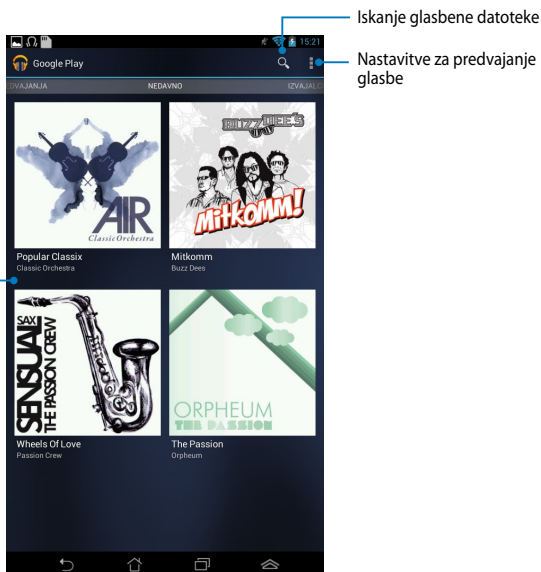 Iskanje glasbene datoteke
15:21
Google Play
Nastavitve za predvajanje
glasbe
EDVAJANJA NEDAVNO IZVAJALC
AIR
Classic Orchestra
BUZZ DEE'S
Mitkomm!
Popular Classix
Classic Orchestra
Mitkomm
Buzz Dees
SENSUAL SAX
THE PASSION CREW
ORPHEUM
THE PASSION
Wheels Of Love
Passion Crew
The Passion
Orpheum